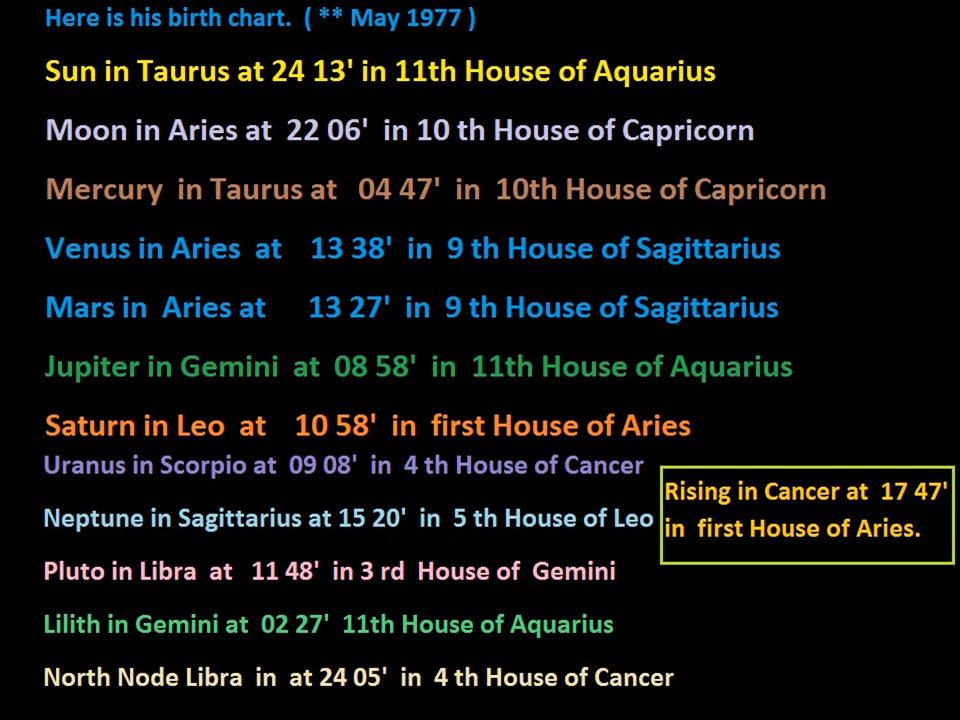 Here is his birth chart. ( ** May 1977 )
Sun in Taurus at 24 13' in 11th House of Aquarius
Moon in Aries at 22 06' in 10 th House of Capricorn
Mercury in Taurus at 04 47' in 10th House of Capricorn
Venus in Aries at 13 38' in 9 th House of Sagittarius
Mars in Aries at 13 27' in 9 th House of Sagittarius
Jupiter in Gemini at 08 58' in 11th House of Aquarius
Saturn in Leo at 10 58' in first House of Aries
Uranus in Scorpio at 09 08' in 4 th House of Cancer
Neptune in Sagittarius at 15 20' in 5 th House of Leo
Pluto in Libra at 11 48' in 3 rd House of Gemini
Lilith in Gemini at 02 27' 11th House of Aquarius
North Node Libra in at 24 05' in 4 th House of Cancer
Rising in Cancer at 17 47'
in first House of Aries.